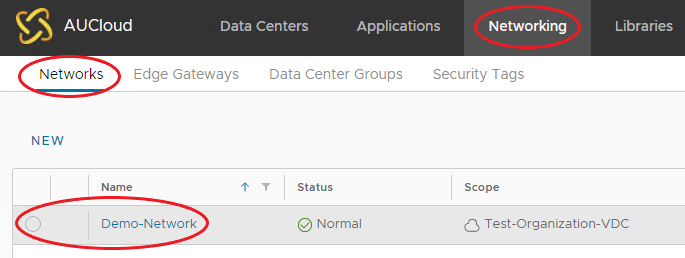 AUCloud Data Centers Applications Networking Libraries
Networks Edge Gateways Data Center Groups Security Tags
NEW
Name Status Scope
Demo-Network Normal Test-Organization-VDC